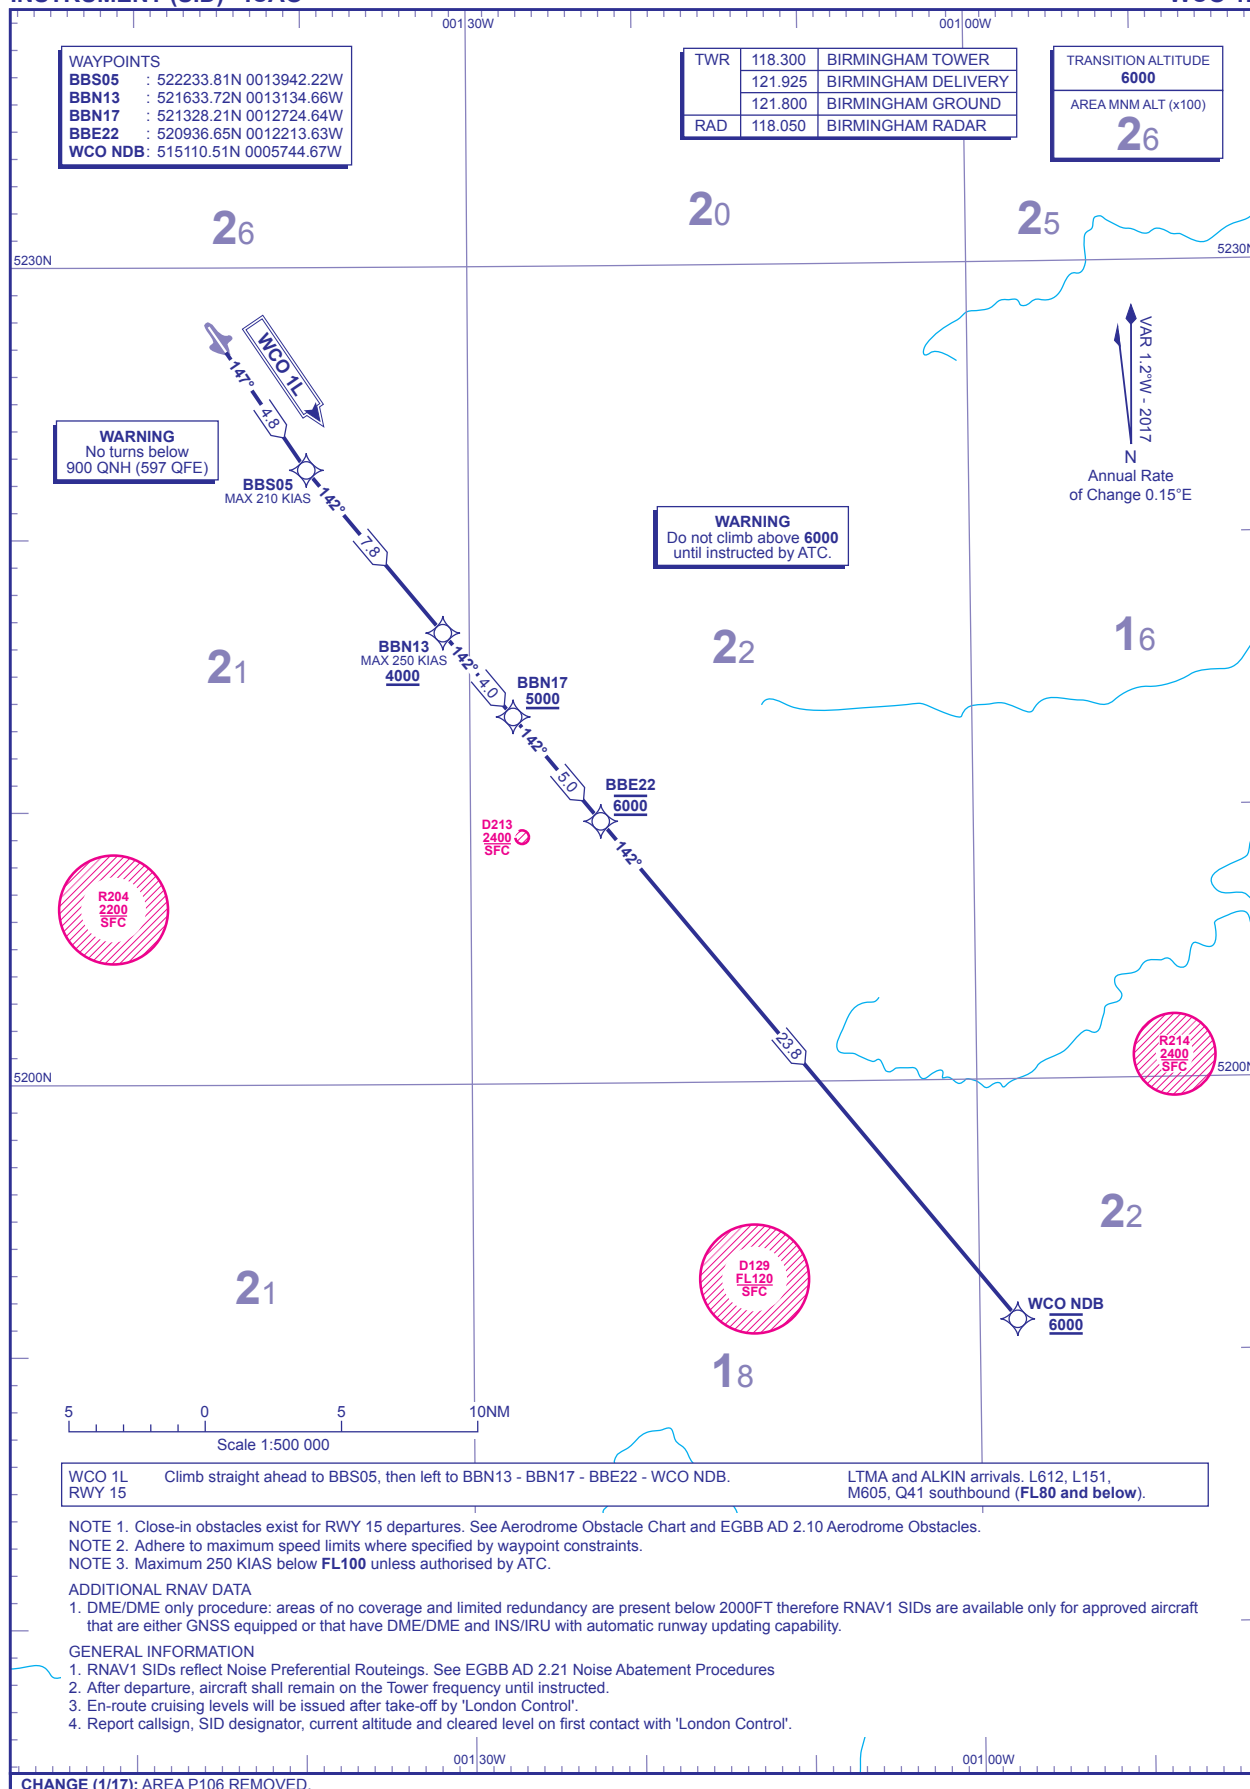 INSTRUMENT (SID) - ICAO
001 30W
001 00W
WAYPOINTS
BBS05 : 522233.81N 0013942.22W
BBN13 : 521633.72N 0013134.66W
BBN17 : 521328.21N 0012724.64W
BBE22 : 520936.65N 0012213.63W
WCO NDB: 515110.51N 0005744.67W
TWR 118.300 BIRMINGHAM TOWER
121.925 BIRMINGHAM DELIVERY
121.800 BIRMINGHAM GROUND
RAD 118.050 BIRMINGHAM RADAR
TRANSITION ALTITUDE
6000
AREA MNM ALT (x100)
26
26
20
25
5230N
5230N
WCO 1L
147°
4.8
VAR 1.2°W - 2017
N
Annual Rate
of Change 0.15°E
WARNING
No turns below
900 QNH (597 QFE)
BBS05
MAX 210 KIAS
142°
7.8
WARNING
Do not climb above 6000
until instructed by ATC.
21
22
16
BBN13
MAX 250 KIAS
4000
142°
4.0
BBN17
5000
142°
5.0
BBE22
6000
142°
D213
2400
SFC
R204
2200
SFC
23.8
R214
2400
SFC
5200N
5200N
22
21
D129
FL120
SFC
WCO NDB
6000
18
5 0 5 10NM
Scale 1:500 000
WCO 1L Climb straight ahead to BBS05, then left to BBN13 - BBN17 - BBE22 - WCO NDB. LTMA and ALKIN arrivals. L612, L151,
RWY 15 M605, Q41 southbound (FL80 and below).
NOTE 1. Close-in obstacles exist for RWY 15 departures. See Aerodrome Obstacle Chart and EGBB AD 2.10 Aerodrome Obstacles.
NOTE 2. Adhere to maximum speed limits where specified by waypoint constraints.
NOTE 3. Maximum 250 KIAS below FL100 unless authorised by ATC.
ADDITIONAL RNAV DATA
1. DME/DME only procedure: areas of no coverage and limited redundancy are present below 2000FT therefore RNAV1 SIDs are available only for approved aircraft
that are either GNSS equipped or that have DME/DME and INS/IRU with automatic runway updating capability.
GENERAL INFORMATION
1. RNAV1 SIDs reflect Noise Preferential Routeings. See EGBB AD 2.21 Noise Abatement Procedures
2. After departure, aircraft shall remain on the Tower frequency until instructed.
3. En-route cruising levels will be issued after take-off by 'London Control'.
4. Report callsign, SID designator, current altitude and cleared level on first contact with 'London Control'.
001 30W
001 00W
CHANGE (1/17): AREA P106 REMOVED.